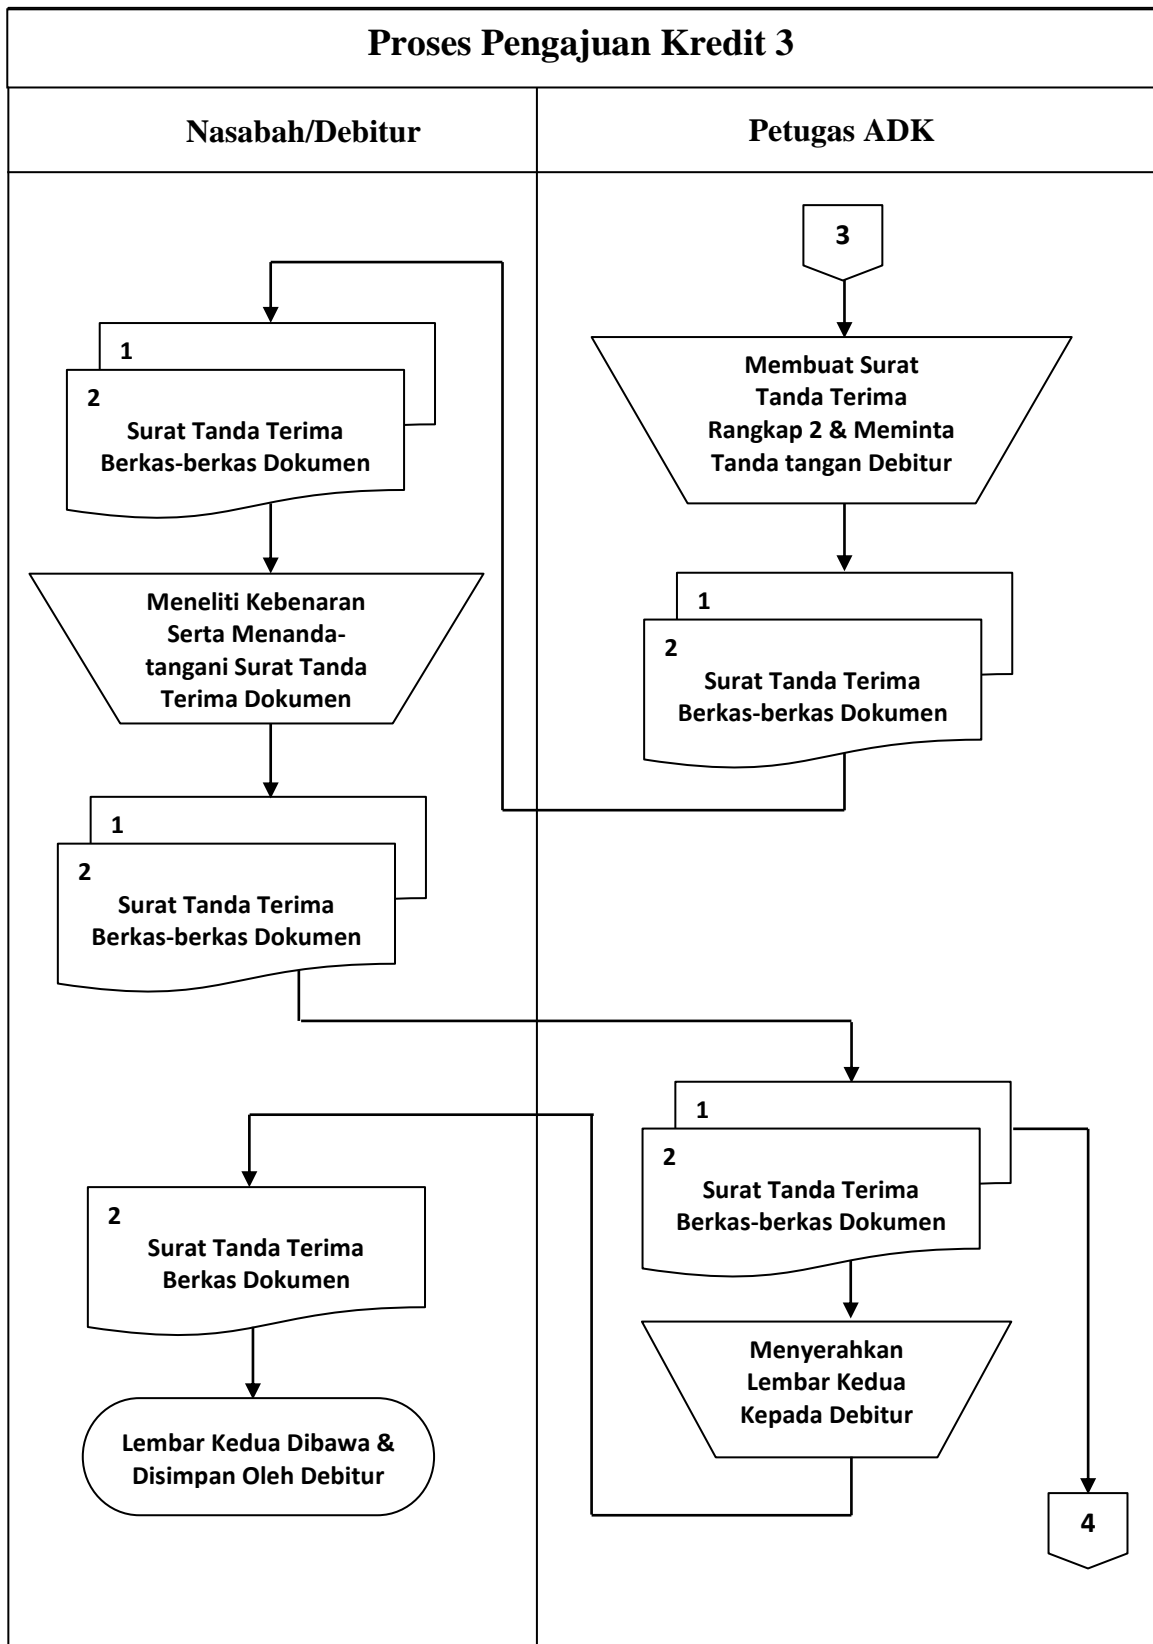 Proses Pengajuan Kredit 3
Nasabah/Debitur
Petugas ADK
3
1
2
Surat Tanda Terima
Berkas-berkas Dokumen
Membuat Surat
Tanda Terima
Rangkap 2 & Meminta
Tanda tangan Debitur
Meneliti Kebenaran
Serta Menanda-
tangani Surat Tanda
Terima Dokumen
1
2
Surat Tanda Terima
Berkas-berkas Dokumen
1
2
Surat Tanda Terima
Berkas-berkas Dokumen
1
2
Surat Tanda Terima
Berkas-berkas Dokumen
2
Surat Tanda Terima
Berkas Dokumen
Menyerahkan
Lembar Kedua
Kepada Debitur
Lembar Kedua Dibawa &
Disimpan Oleh Debitur
4